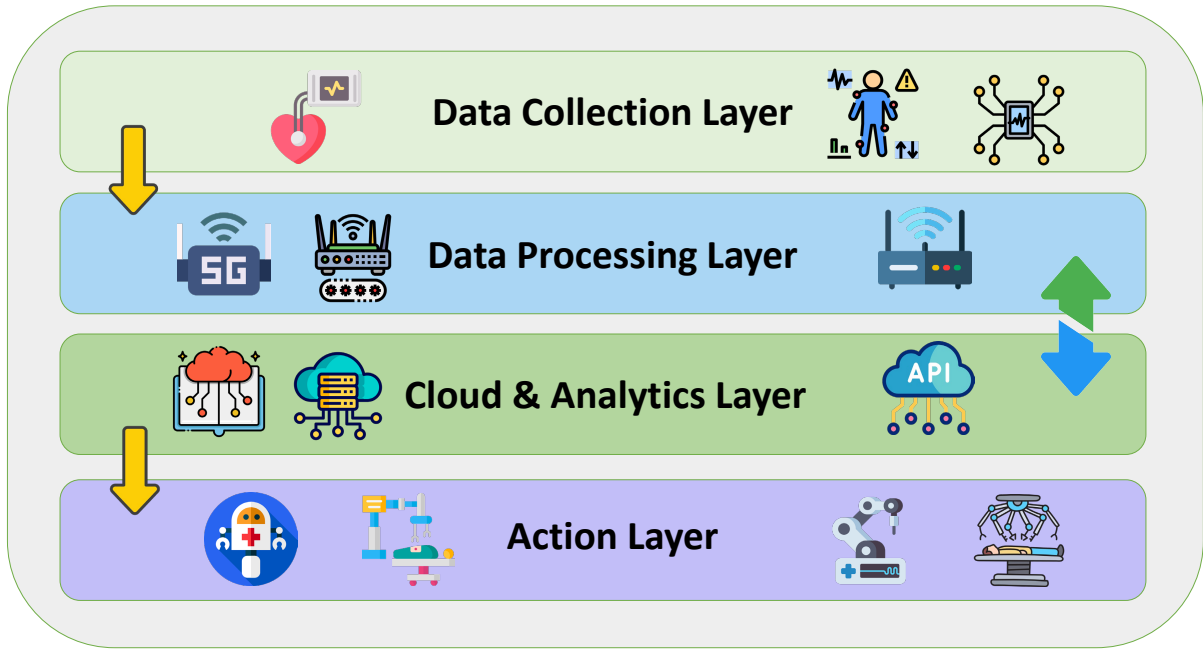 Data Collection Layer
5G
Data Processing Layer
Cloud & Analytics Layer
API
Action Layer